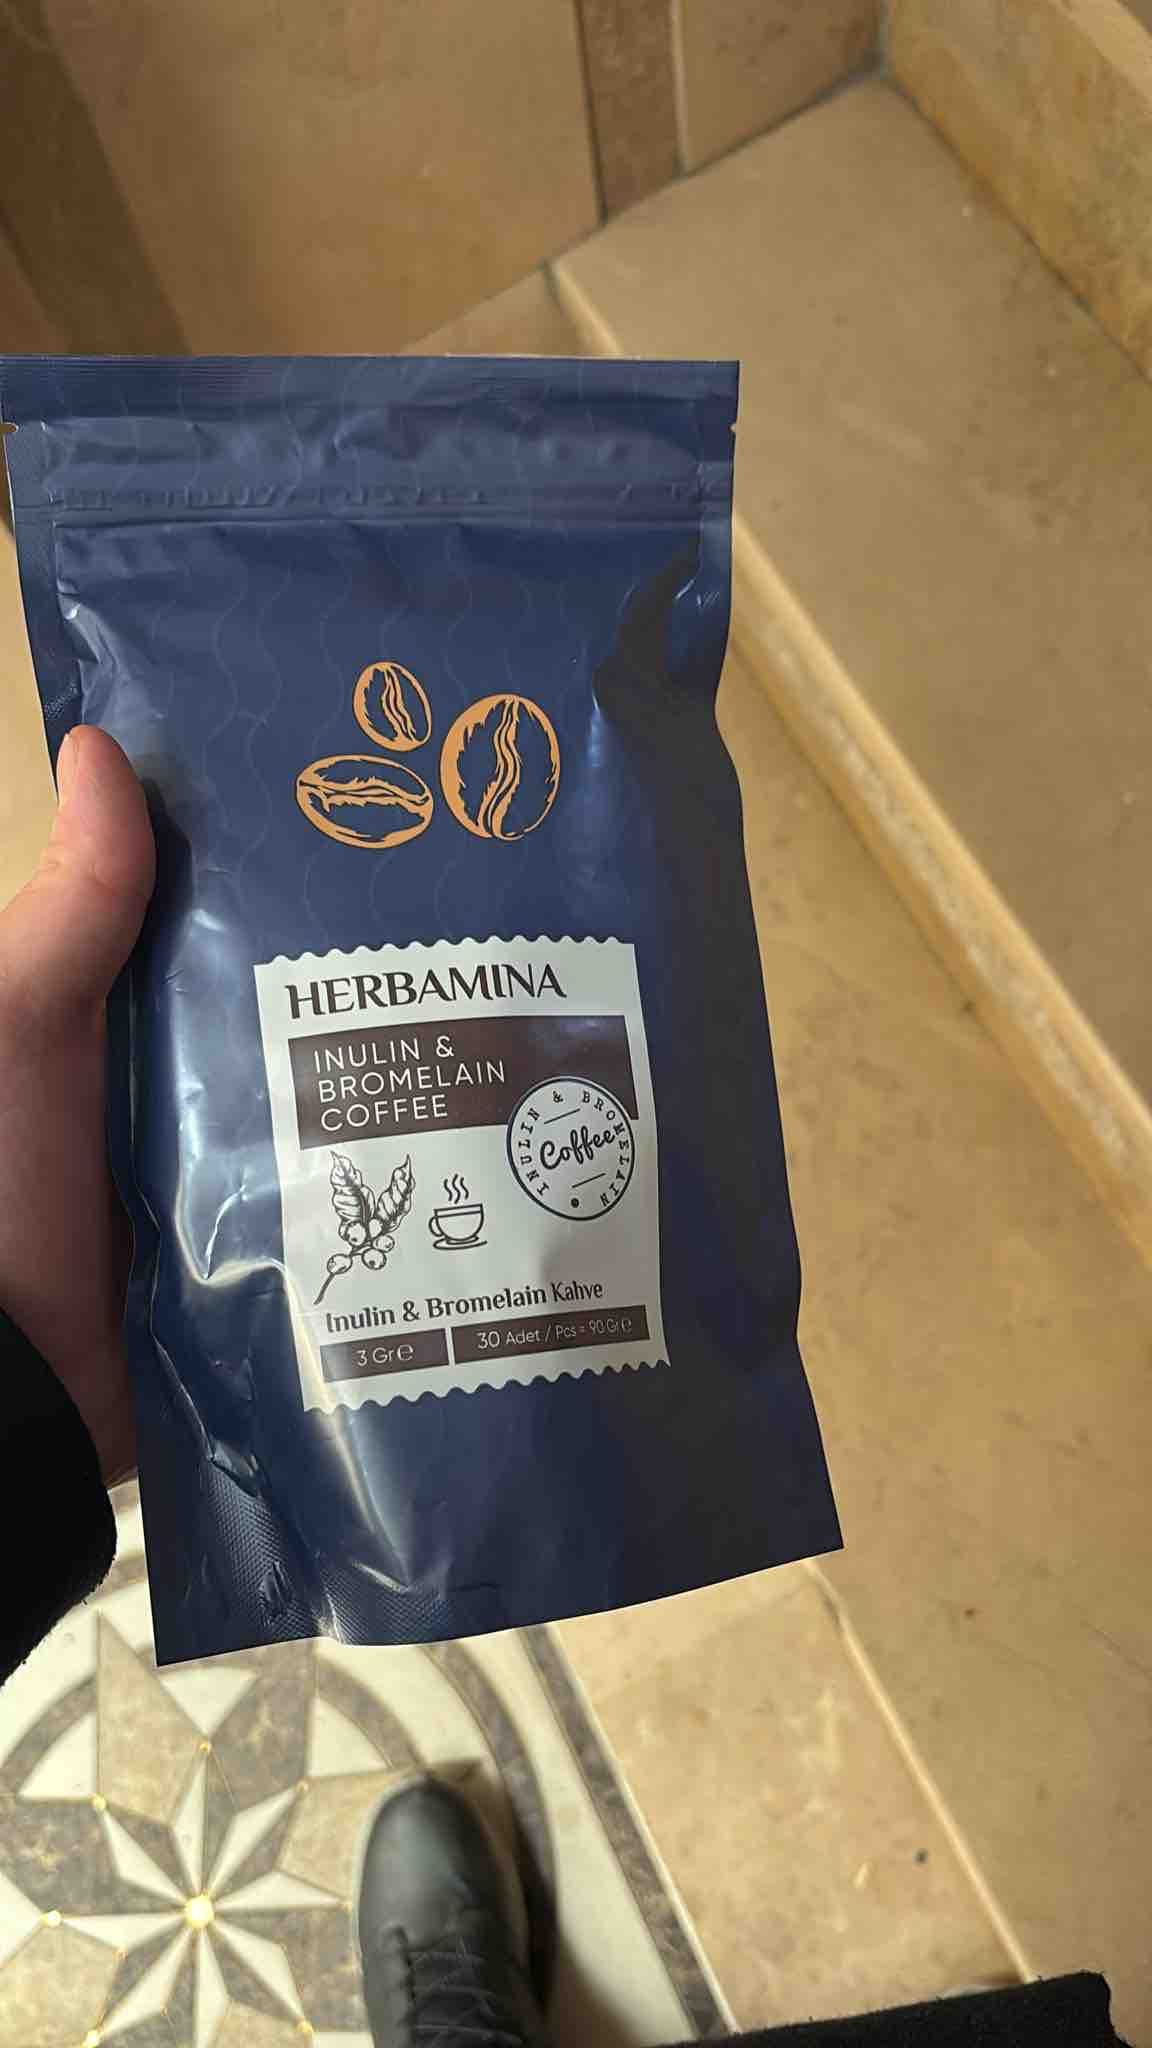 HERBAMINA
INULIN &
BROMELAIN
COFFEE
INULIN & BROMELAIN
Coffee
Inulin & Bromelain Kahve
3 Gr ℮
30 Adet / Pcs = 90 Gr ℮